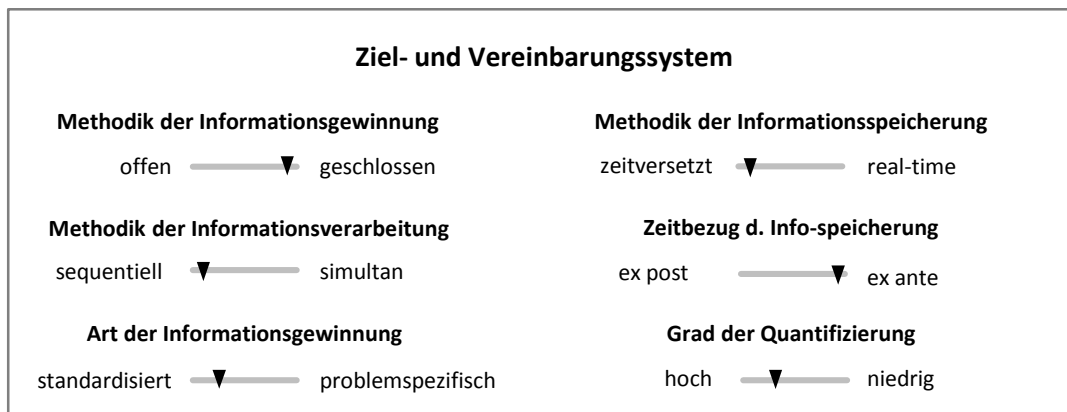 Ziel- und Vereinbarungssystem
Methodik der Informationsgewinnung
offen geschlossen
Methodik der Informationsspeicherung
zeitversetzt real-time
Methodik der Informationsverarbeitung
sequentiell simultan
Zeitbezug d. Info-speicherung
ex post ex ante
Art der Informationsgewinnung
standardisiert problemspezifisch
Grad der Quantifizierung
hoch niedrig